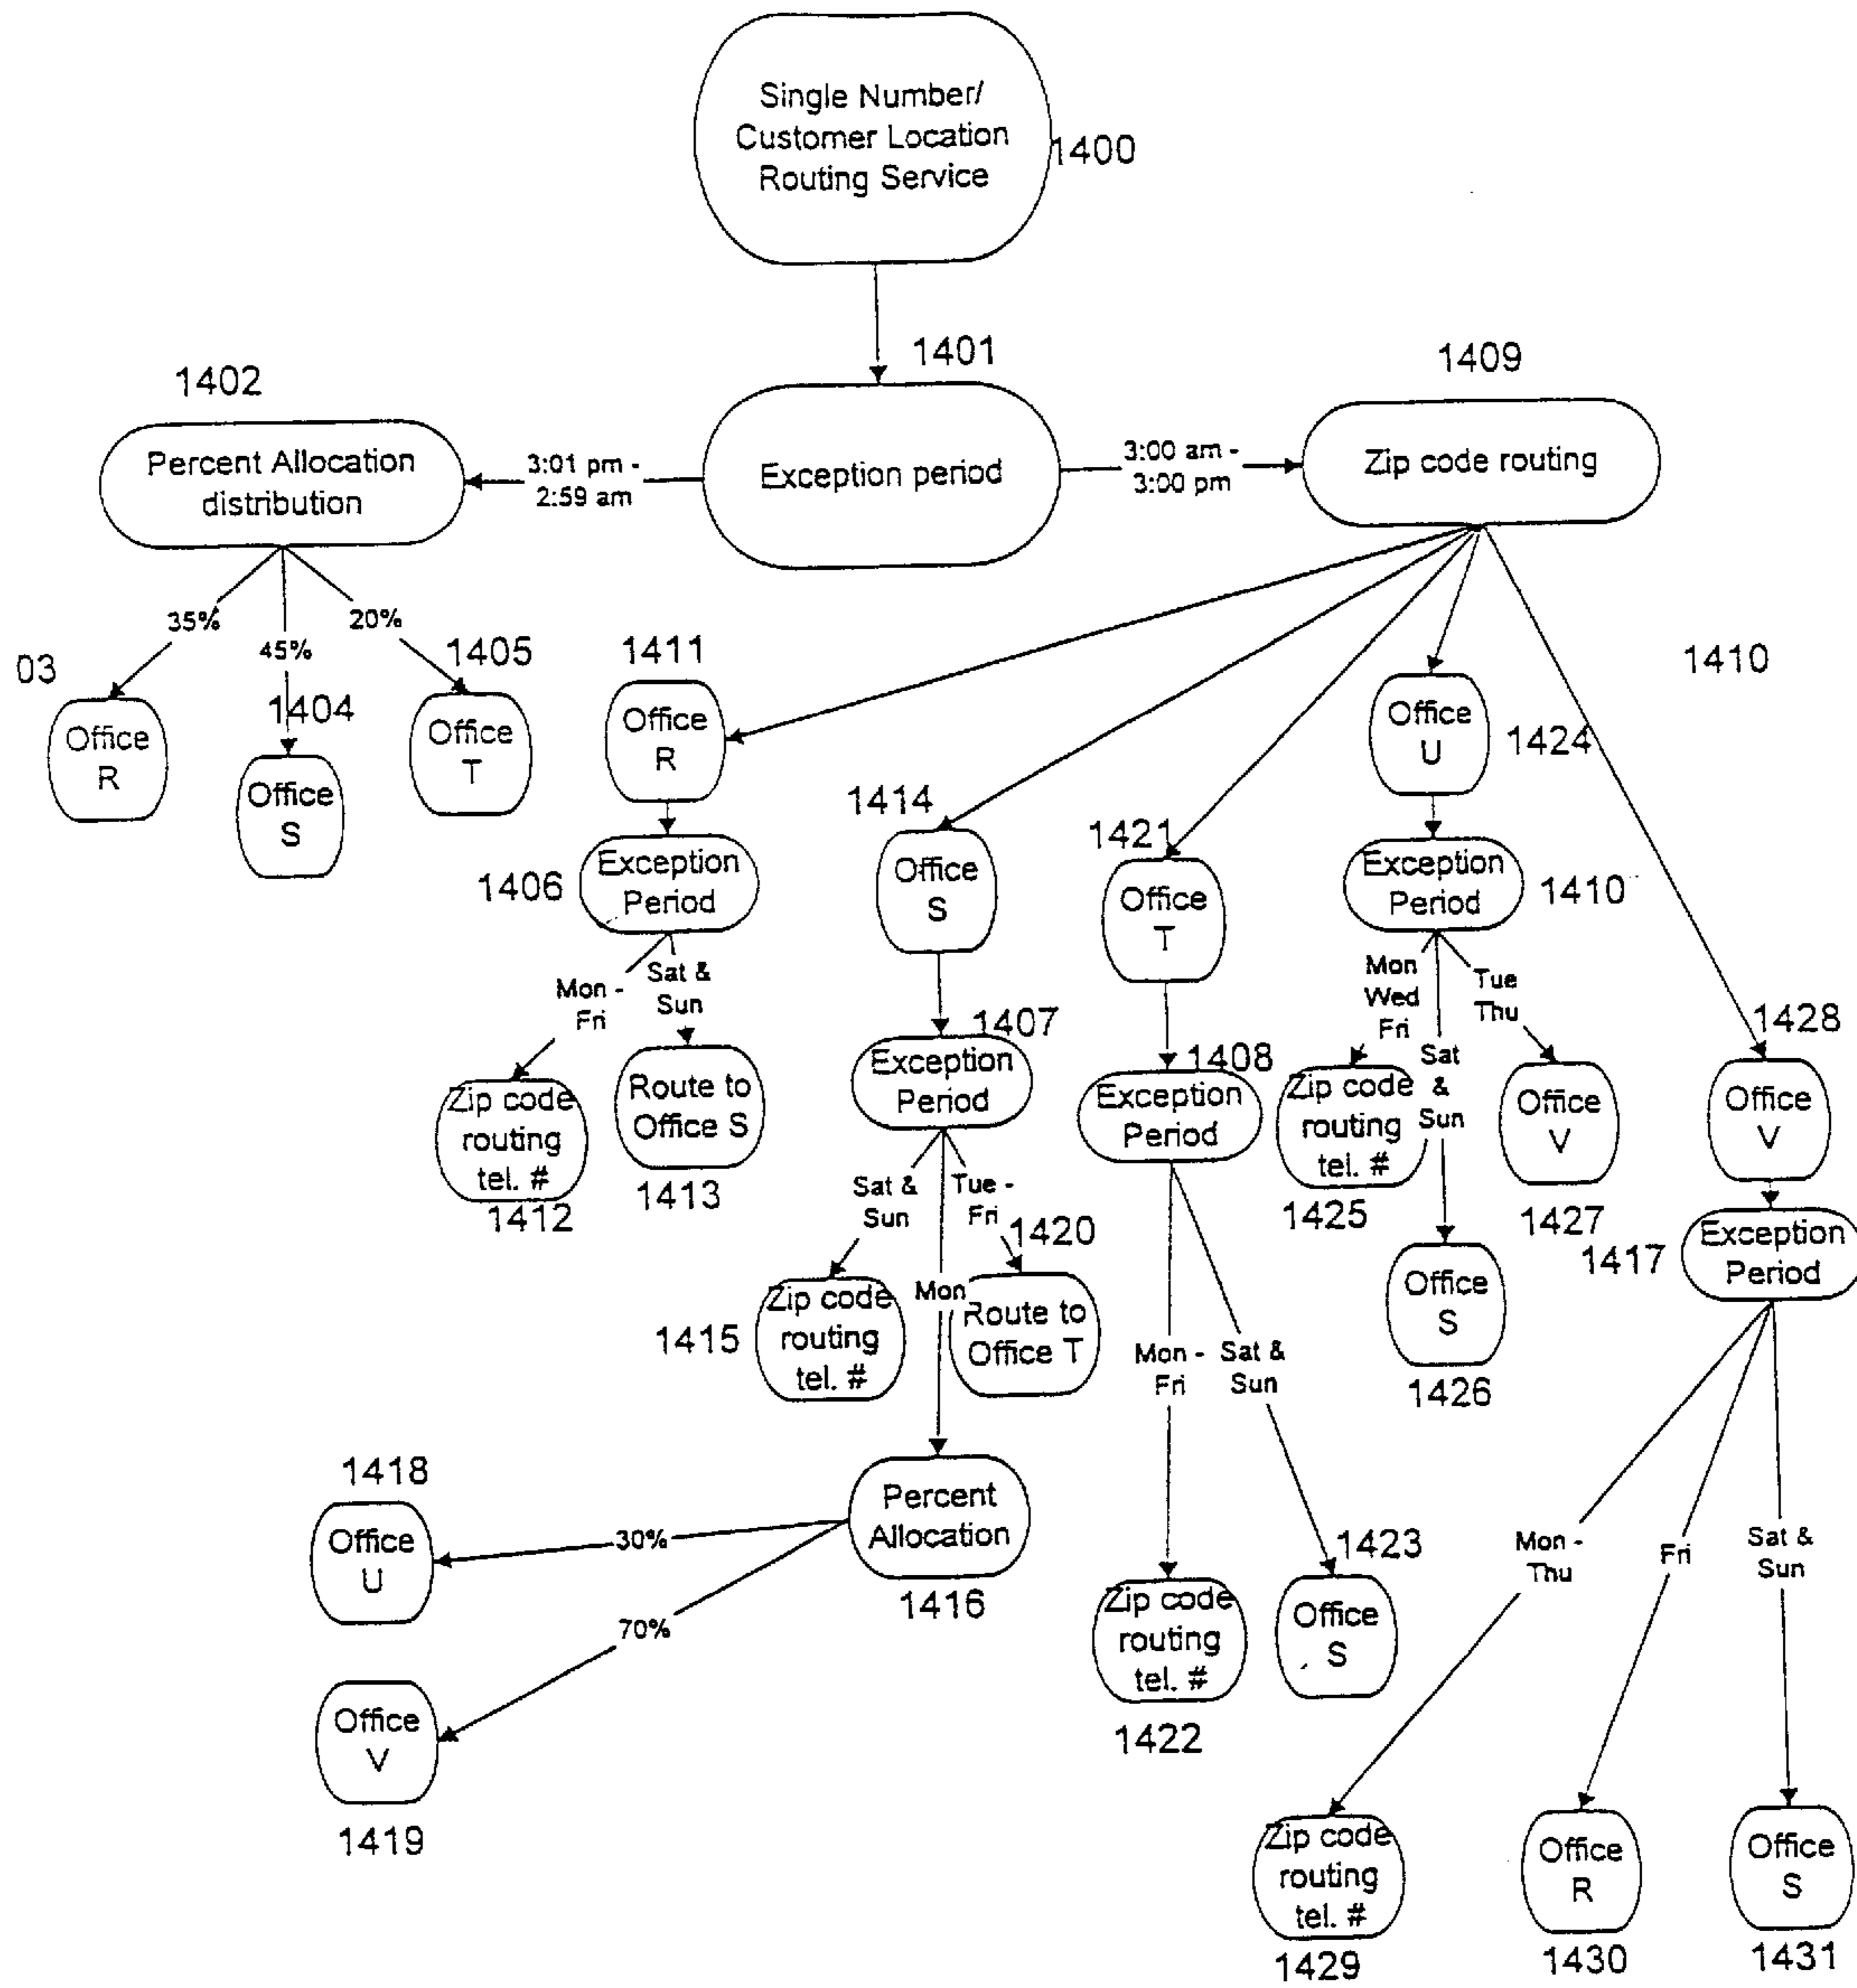 Single Number/
Customer Location
Routing Service
1400
1401
1409
1402
Percent Allocation
distribution
3:01 pm -
2:59 am
Exception period
3:00 am -
3:00 pm
Zip code routing
35%
45%
20%
03
Office
R
1404
Office
S
1405
Office
T
1411
Office
R
1406
Exception
Period
Mon -
Fri
Sat &
Sun
Zip code
routing
tel. #
1412
Route to
Office S
1413
1414
Office
S
1407
Exception
Period
Sat &
Sun
Mon
Tue -
Fri
1415
Zip code
routing
tel. #
1420
Route to
Office T
Percent
Allocation
1416
30%
70%
1418
Office
U
Office
V
1419
1421
Office
T
1408
Exception
Period
Mon -
Fri
Sat &
Sun
Zip code
routing
tel. #
1422
1423
Office
S
1410
Office
U
1424
Exception
Period
1410
Mon
Wed
Fri
Sat
&
Sun
Tue
Thu
Zip code
routing
tel. #
1425
Office
S
1426
Office
V
1427
1428
Office
V
1417
Exception
Period
Mon -
Thu
Fri
Sat &
Sun
Zip code
routing
tel. #
1429
Office
R
1430
Office
S
1431